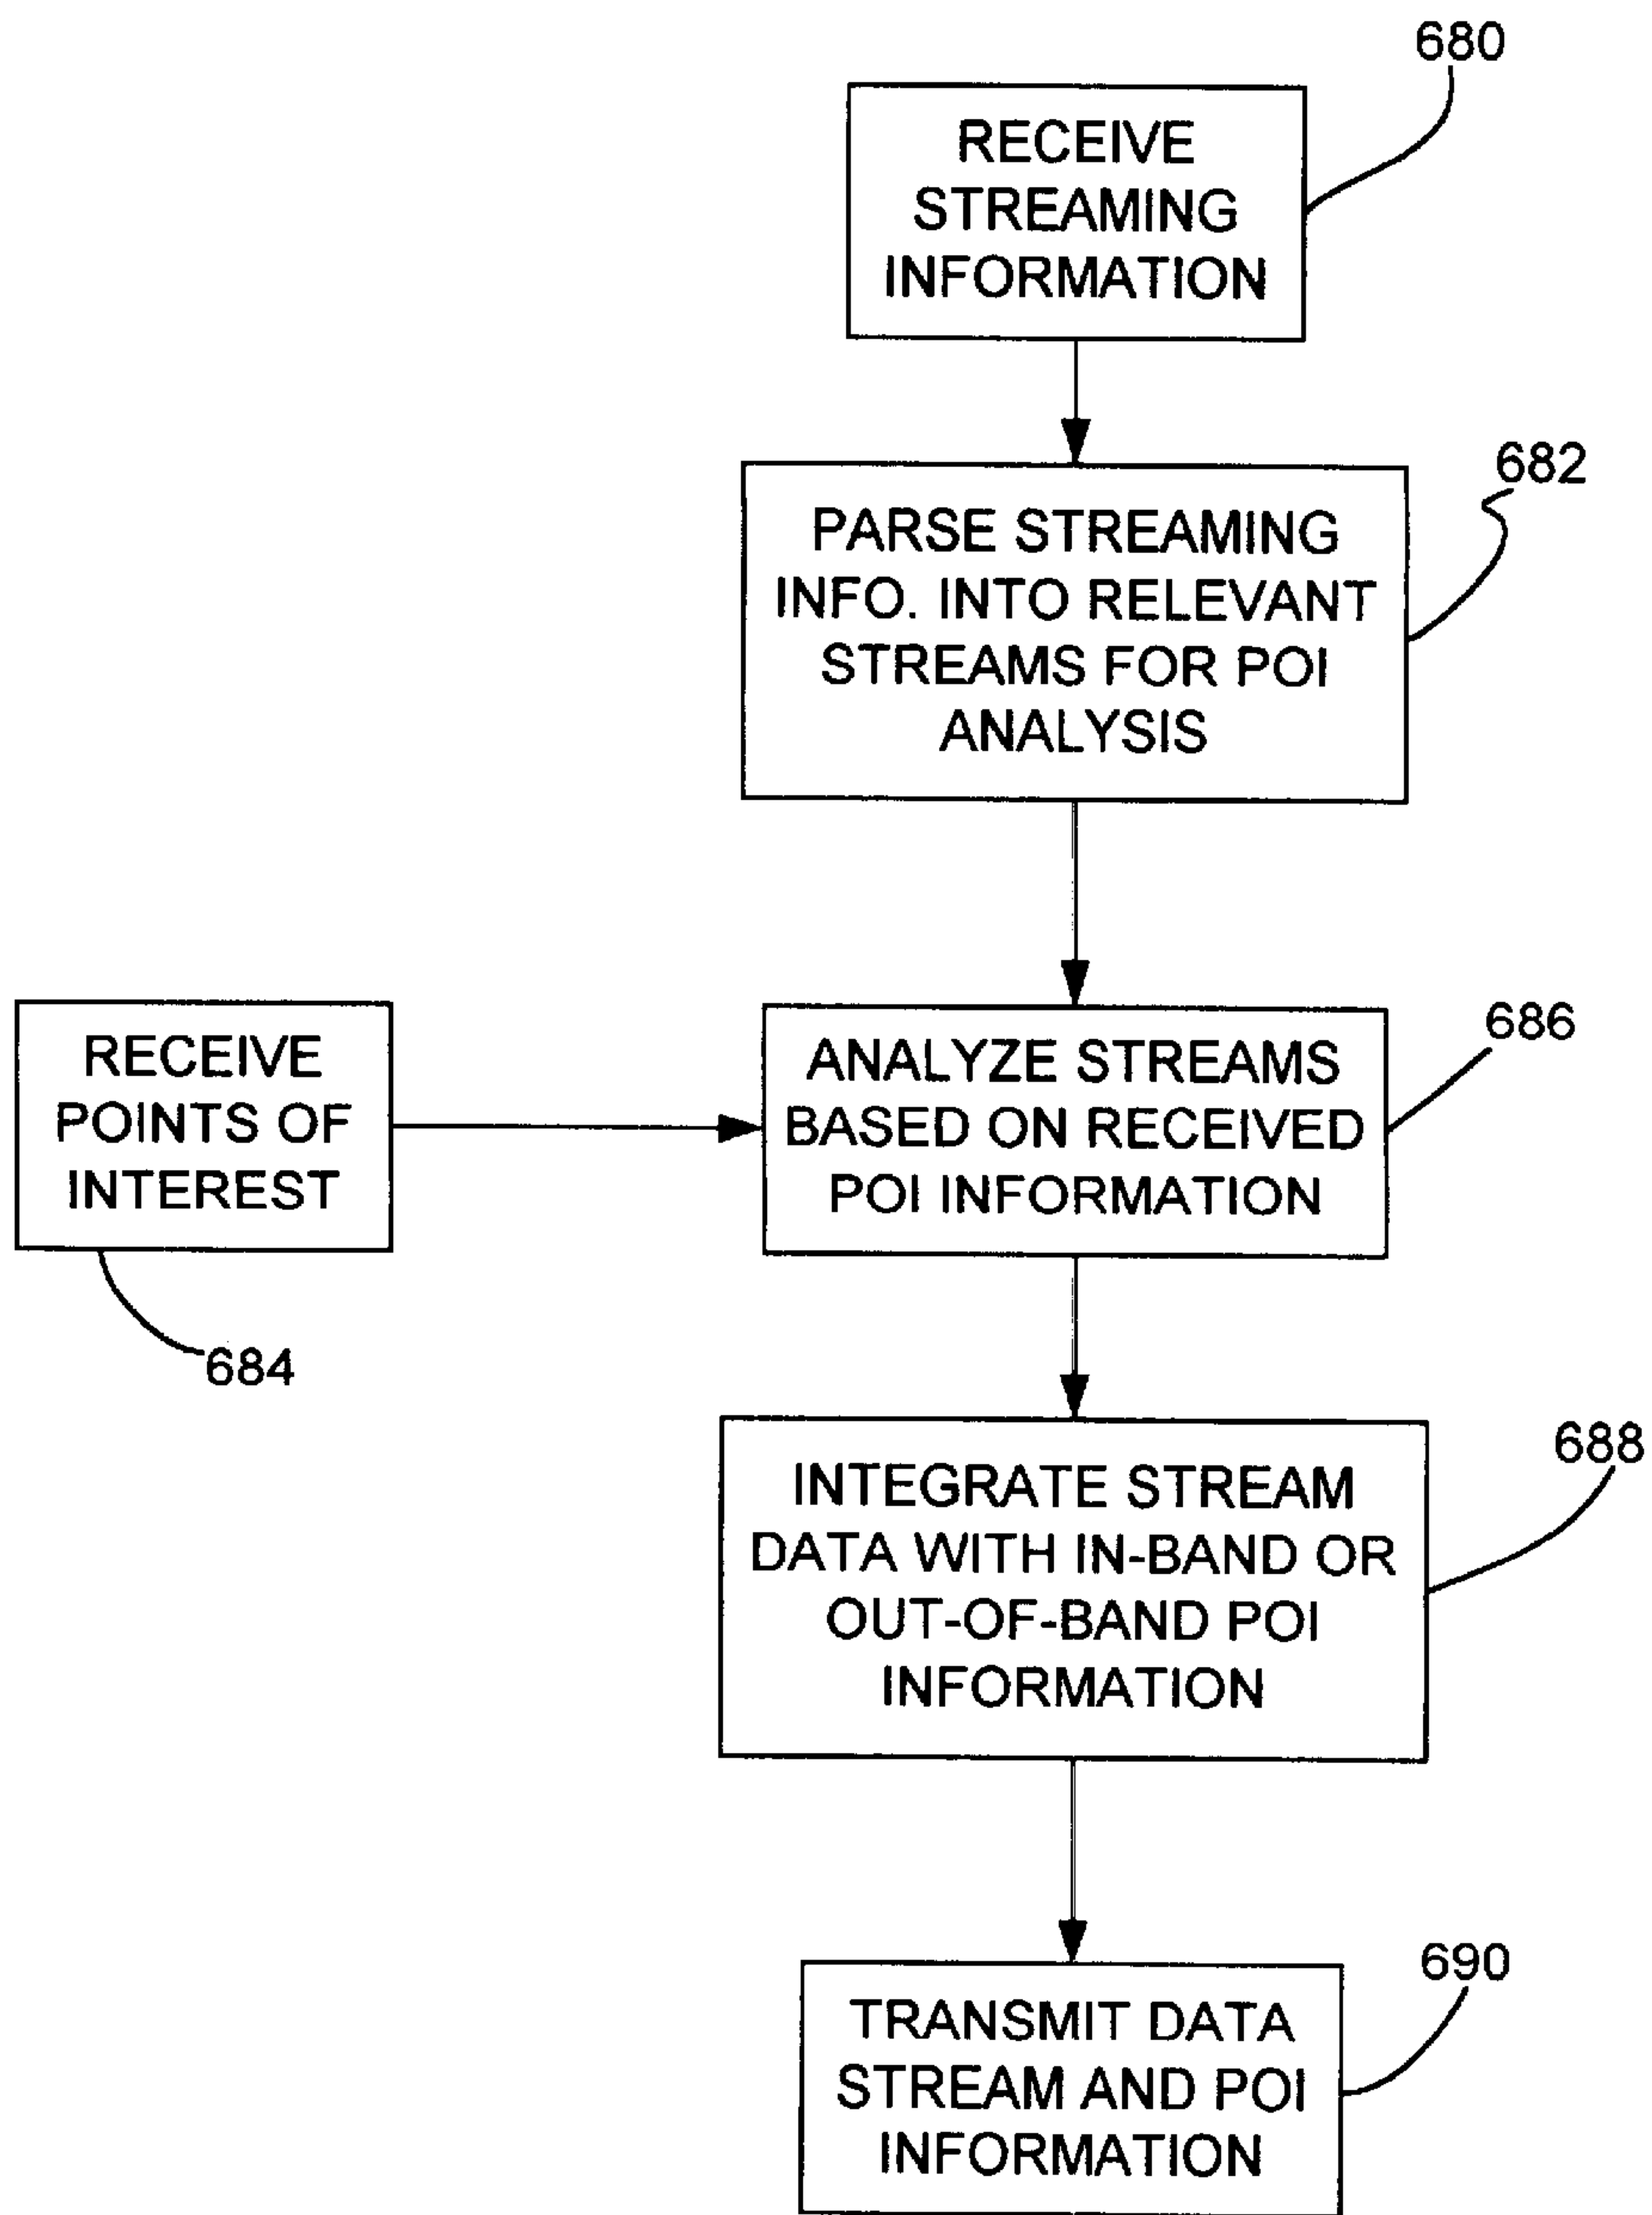 680
RECEIVE
STREAMING
INFORMATION
682
PARSE STREAMING
INFO. INTO RELEVANT
STREAMS FOR POI
ANALYSIS
RECEIVE
POINTS OF
INTEREST
684
686
ANALYZE STREAMS
BASED ON RECEIVED
POI INFORMATION
688
INTEGRATE STREAM
DATA WITH IN-BAND OR
OUT-OF-BAND POI
INFORMATION
690
TRANSMIT DATA
STREAM AND POI
INFORMATION